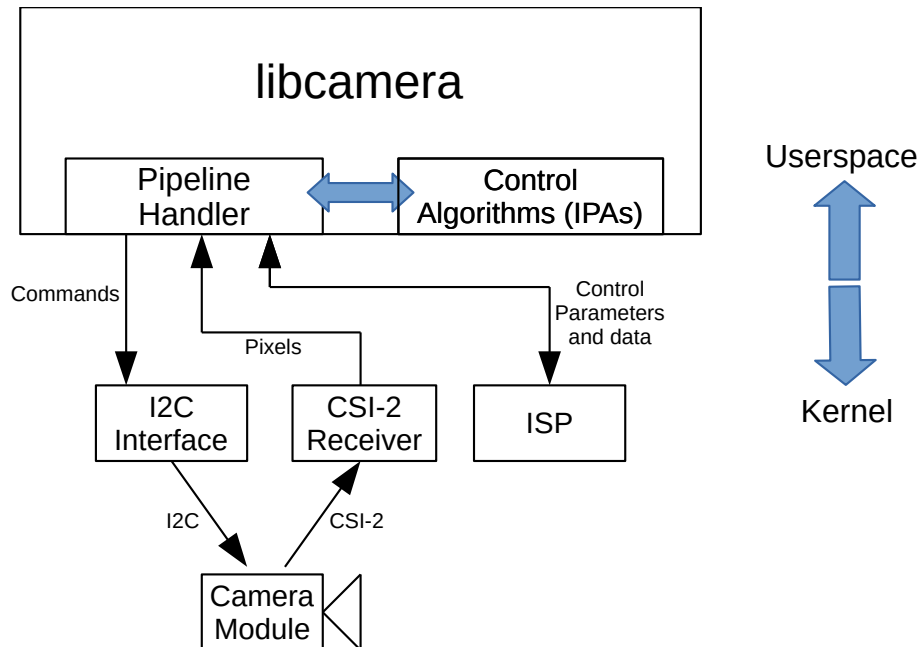 libcamera
Pipeline
Handler
Control
Algorithms (IPAs)
Userspace
Commands
Pixels
Control
Parameters
and data
I2C
Interface
CSI-2
Receiver
ISP
Kernel
I2C
CSI-2
Camera
Module